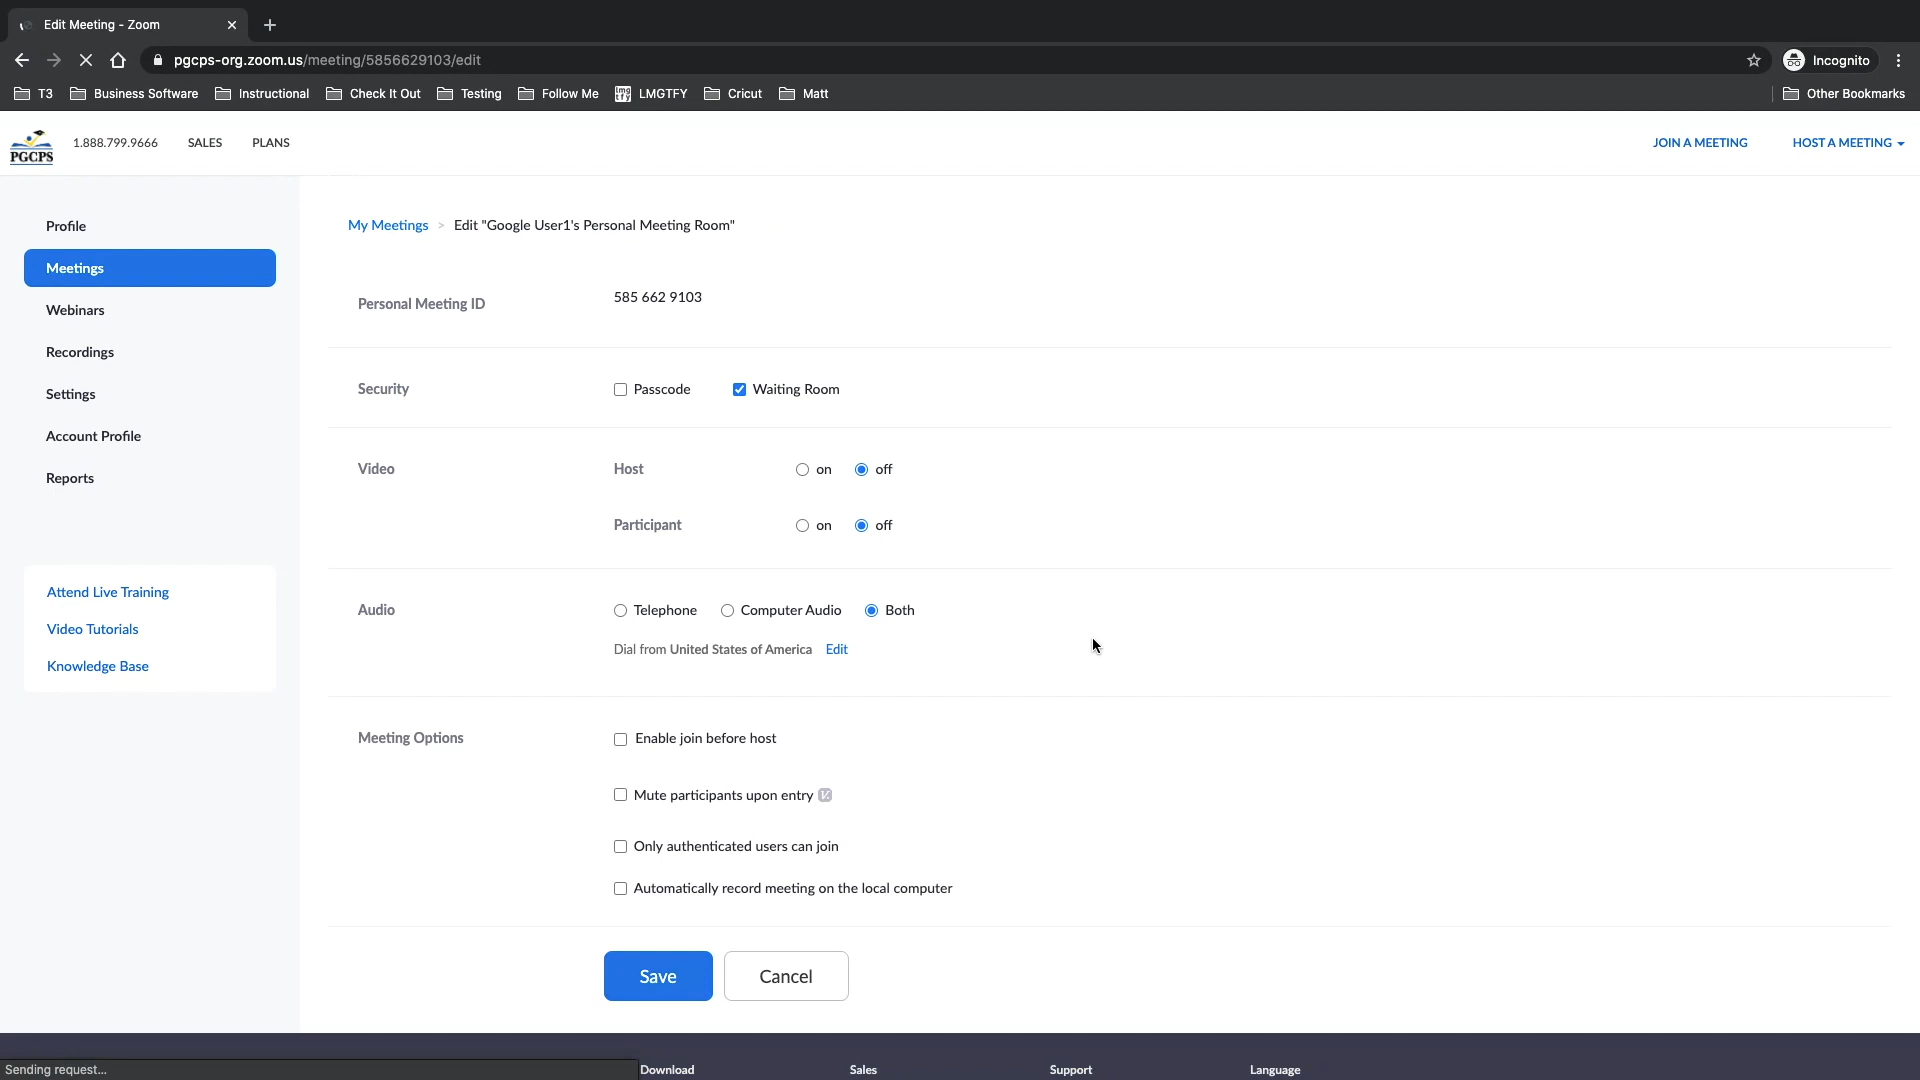 Edit Meeting - Zoom
pgcps-org.zoom.us/meeting/5856629103/edit
Incognito
T3
Business Software
Instructional
Check It Out
Testing
Follow Me
lmg
tfy
LMGTFY
Cricut
Matt
Other Bookmarks
PGCPS
1.888.799.9666
SALES
PLANS
JOIN A MEETING
HOST A MEETING
Profile
Meetings
Webinars
Recordings
Settings
Account Profile
Reports
Attend Live Training
Video Tutorials
Knowledge Base
My Meetings > Edit "Google User1's Personal Meeting Room"
Personal Meeting ID
585 662 9103
Security
Passcode
Waiting Room
Video
Host
on
off
Participant
on
off
Audio
Telephone
Computer Audio
Both
Dial from United States of America Edit
Meeting Options
Enable join before host
Mute participants upon entry
Only authenticated users can join
Automatically record meeting on the local computer
Save
Cancel
Sending request...
Download
Sales
Support
Language